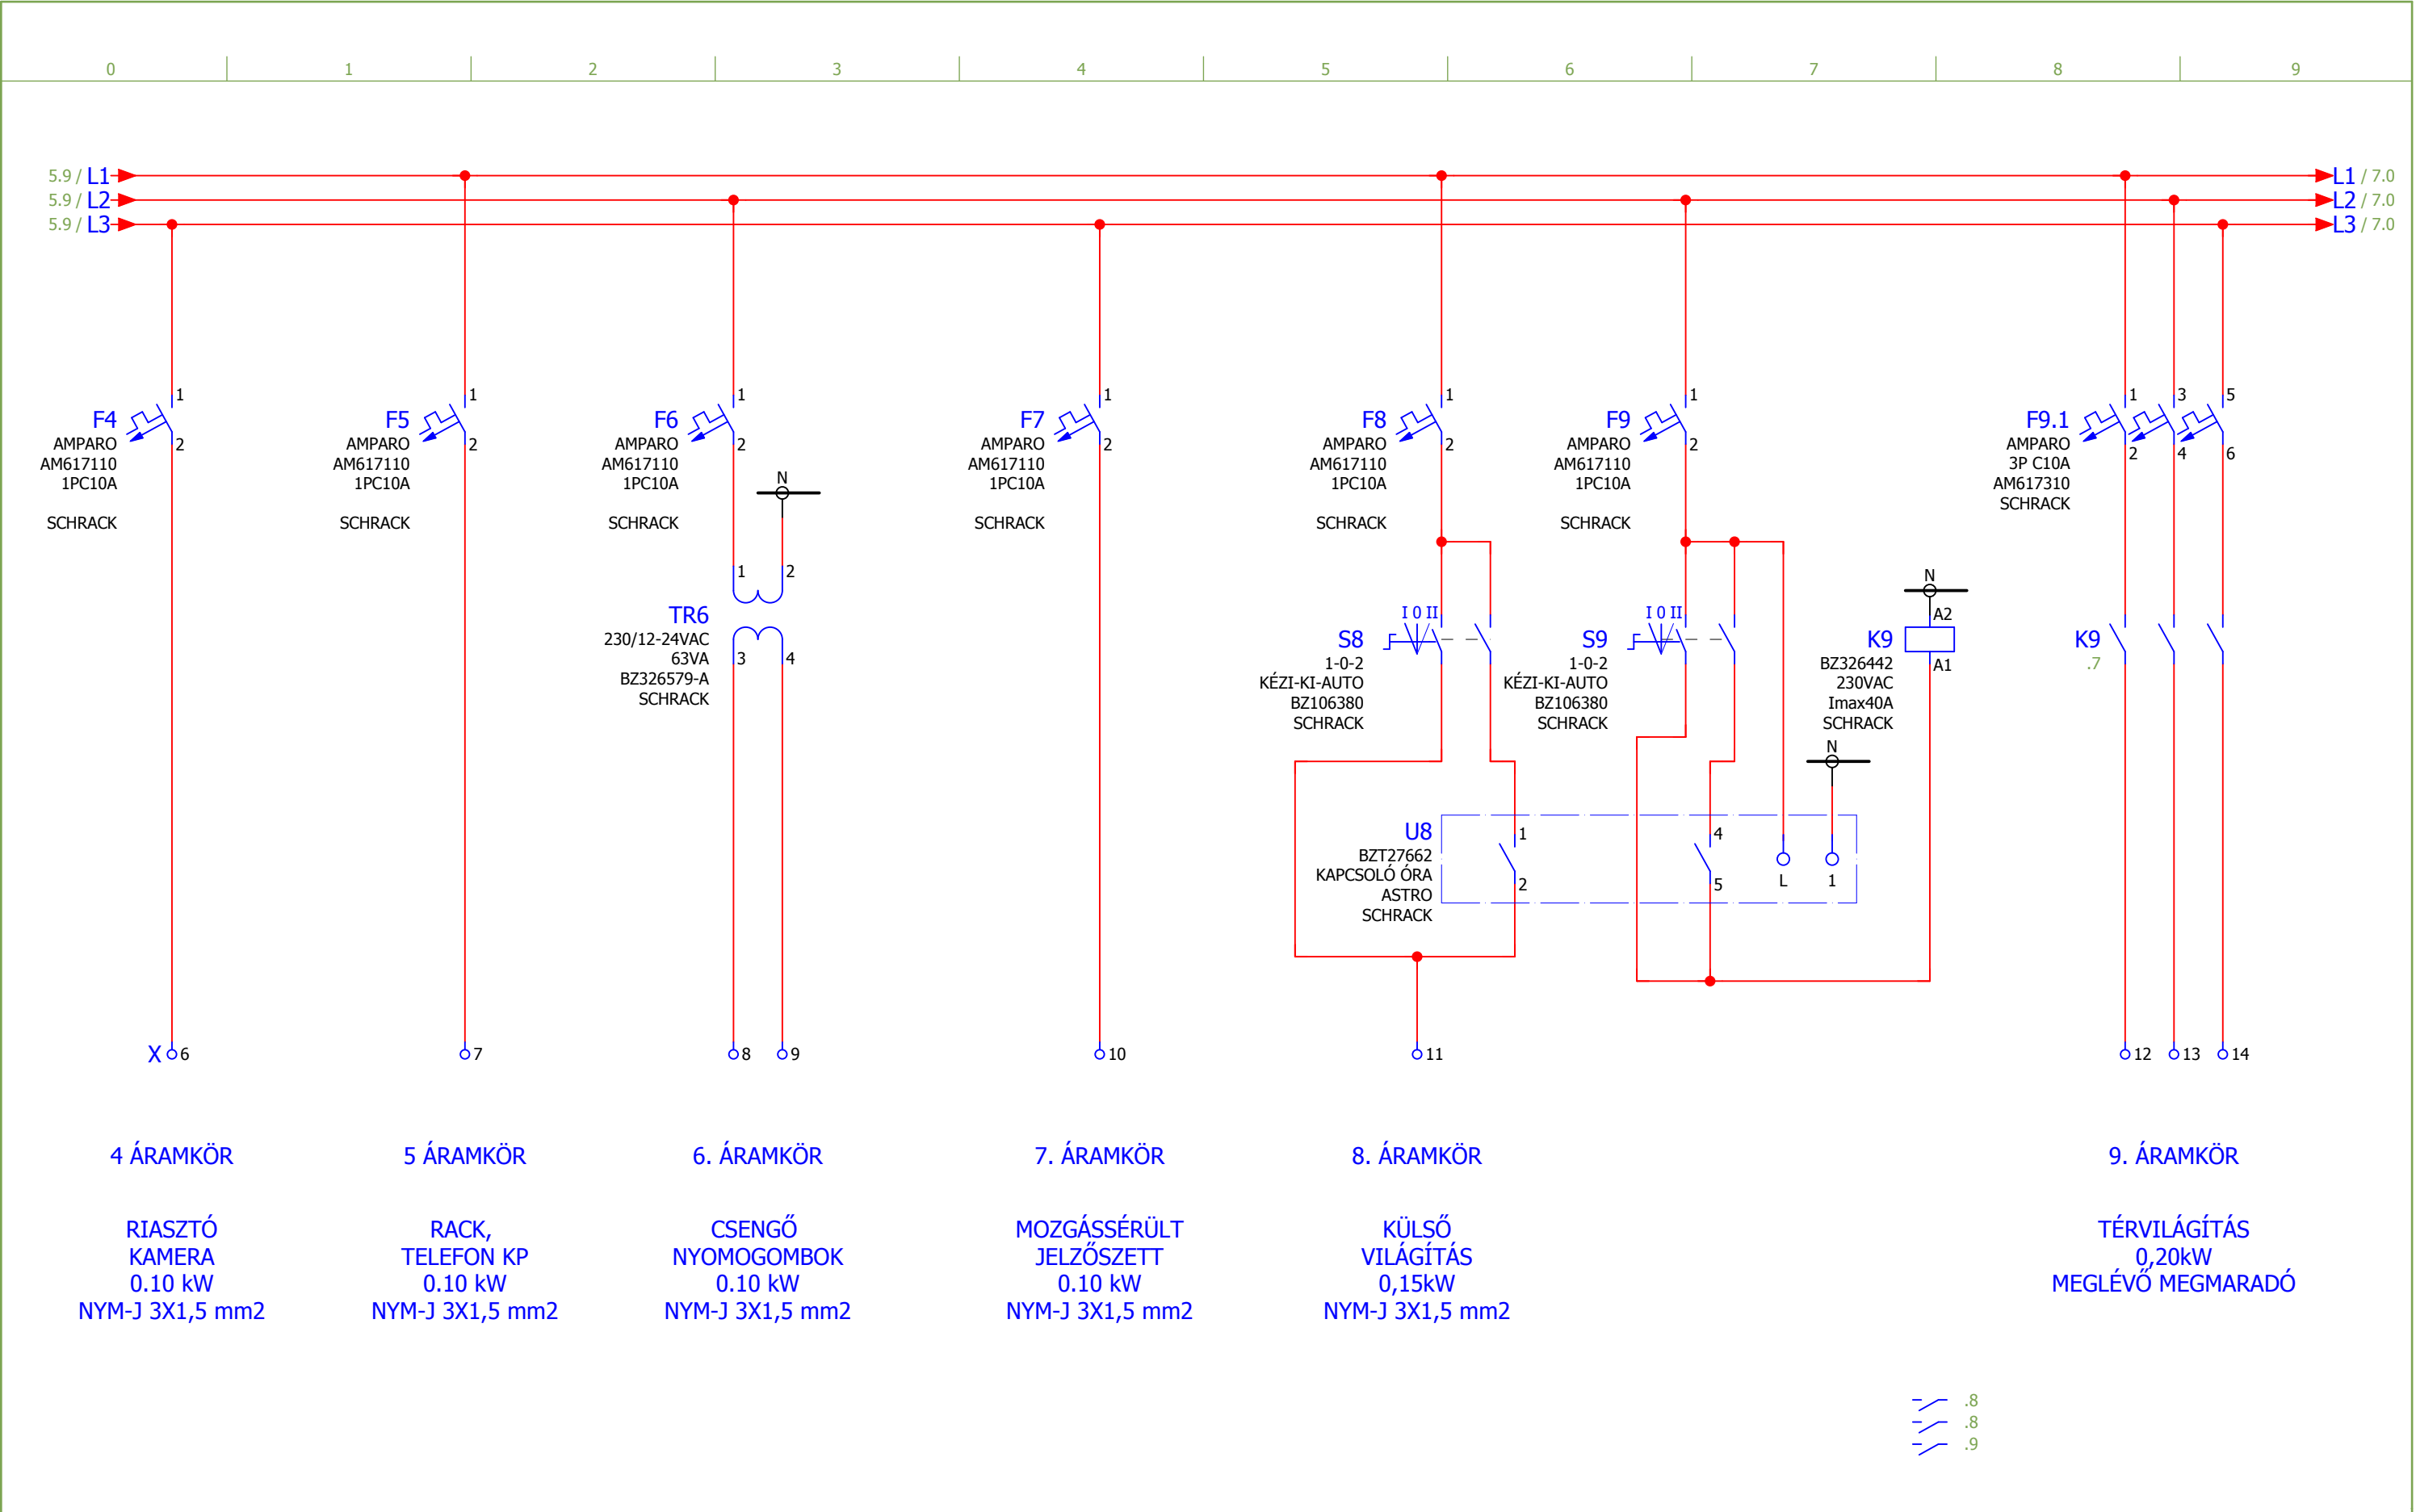 0 1 2 3 4 5 6 7 8 9
5.9 / L1 L1 / 7.0
5.9 / L2 L2 / 7.0
5.9 / L3 L3 / 7.0
1
F4
2
AMPARO
AM617110
1PC10A
SCHRACK
1
F5
2
AMPARO
AM617110
1PC10A
SCHRACK
1
F6
2
AMPARO
AM617110
1PC10A
SCHRACK
N
1 2
TR6
230/12-24VAC
63VA
BZ326579-A
SCHRACK
3 4
1
F7
2
AMPARO
AM617110
1PC10A
SCHRACK
1
F8
2
AMPARO
AM617110
1PC10A
SCHRACK
I 0 II
S8
1-0-2
KÉZI-KI-AUTO
BZ106380
SCHRACK
1
F9
2
AMPARO
AM617110
1PC10A
SCHRACK
I 0 II
S9
1-0-2
KÉZI-KI-AUTO
BZ106380
SCHRACK
N
A2
K9
A1
BZ326442
230VAC
Imax40A
SCHRACK
N
U8
BZT27662
KAPCSOLÓ ÓRA
ASTRO
SCHRACK
1 4
2 5 L 1
1 3 5
F9.1
2 4 6
AMPARO
3P C10A
AM617310
SCHRACK
K9
.7
X 6 7 8 9 10 11 12 13 14
4 ÁRAMKÖR
RIASZTÓ
KAMERA
0.10 kW
NYM-J 3X1,5 mm2
5 ÁRAMKÖR
RACK,
TELEFON KP
0.10 kW
NYM-J 3X1,5 mm2
6. ÁRAMKÖR
CSENGŐ
NYOMOGOMBOK
0.10 kW
NYM-J 3X1,5 mm2
7. ÁRAMKÖR
MOZGÁSSÉRÜLT
JELZŐSZETT
0.10 kW
NYM-J 3X1,5 mm2
8. ÁRAMKÖR
KÜLSŐ
VILÁGÍTÁS
0,15kW
NYM-J 3X1,5 mm2
9. ÁRAMKÖR
TÉRVILÁGÍTÁS
0,20kW
MEGLÉVŐ MEGMARADÓ
.8
.8
.9